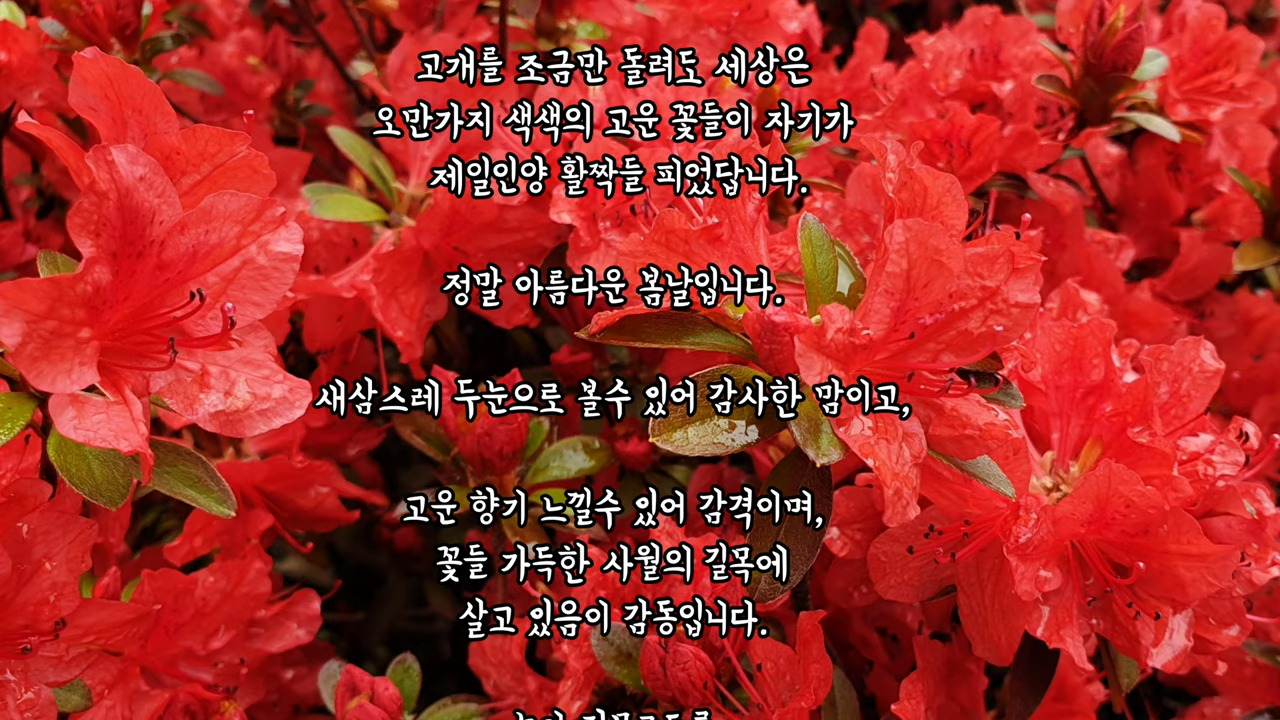 고개를 조금만 돌려도 세상은
오만가지 색색의 고운 꽃들이 자기가
제일인양 활짝들 피었답니다.
정말 아름다운 봄날입니다.
새삼스레 두눈으로 볼수 있어 감사한 맘이고,
고운 향기 느낄수 있어 감격이며,
꽃들 가득한 사월의 길목에
살고 있음이 감동입니다.